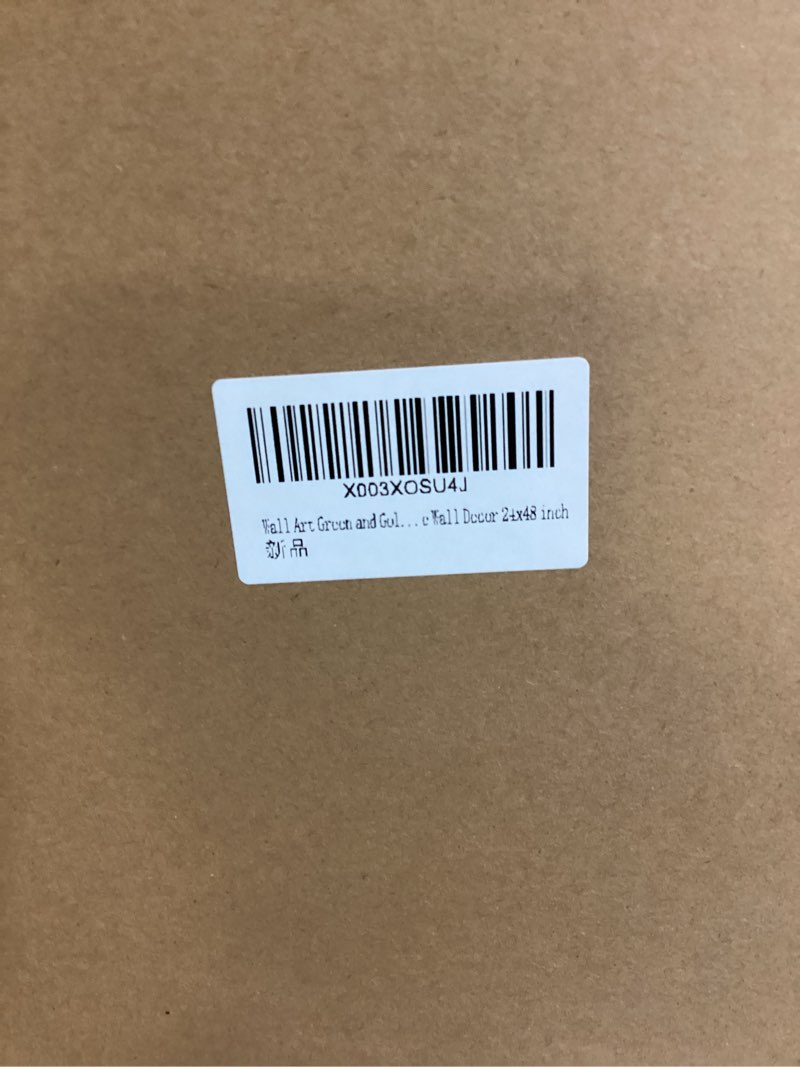 X003XOSU4J
Wall Art Green and Gol...e Wall Decor 24x48 inch
新品